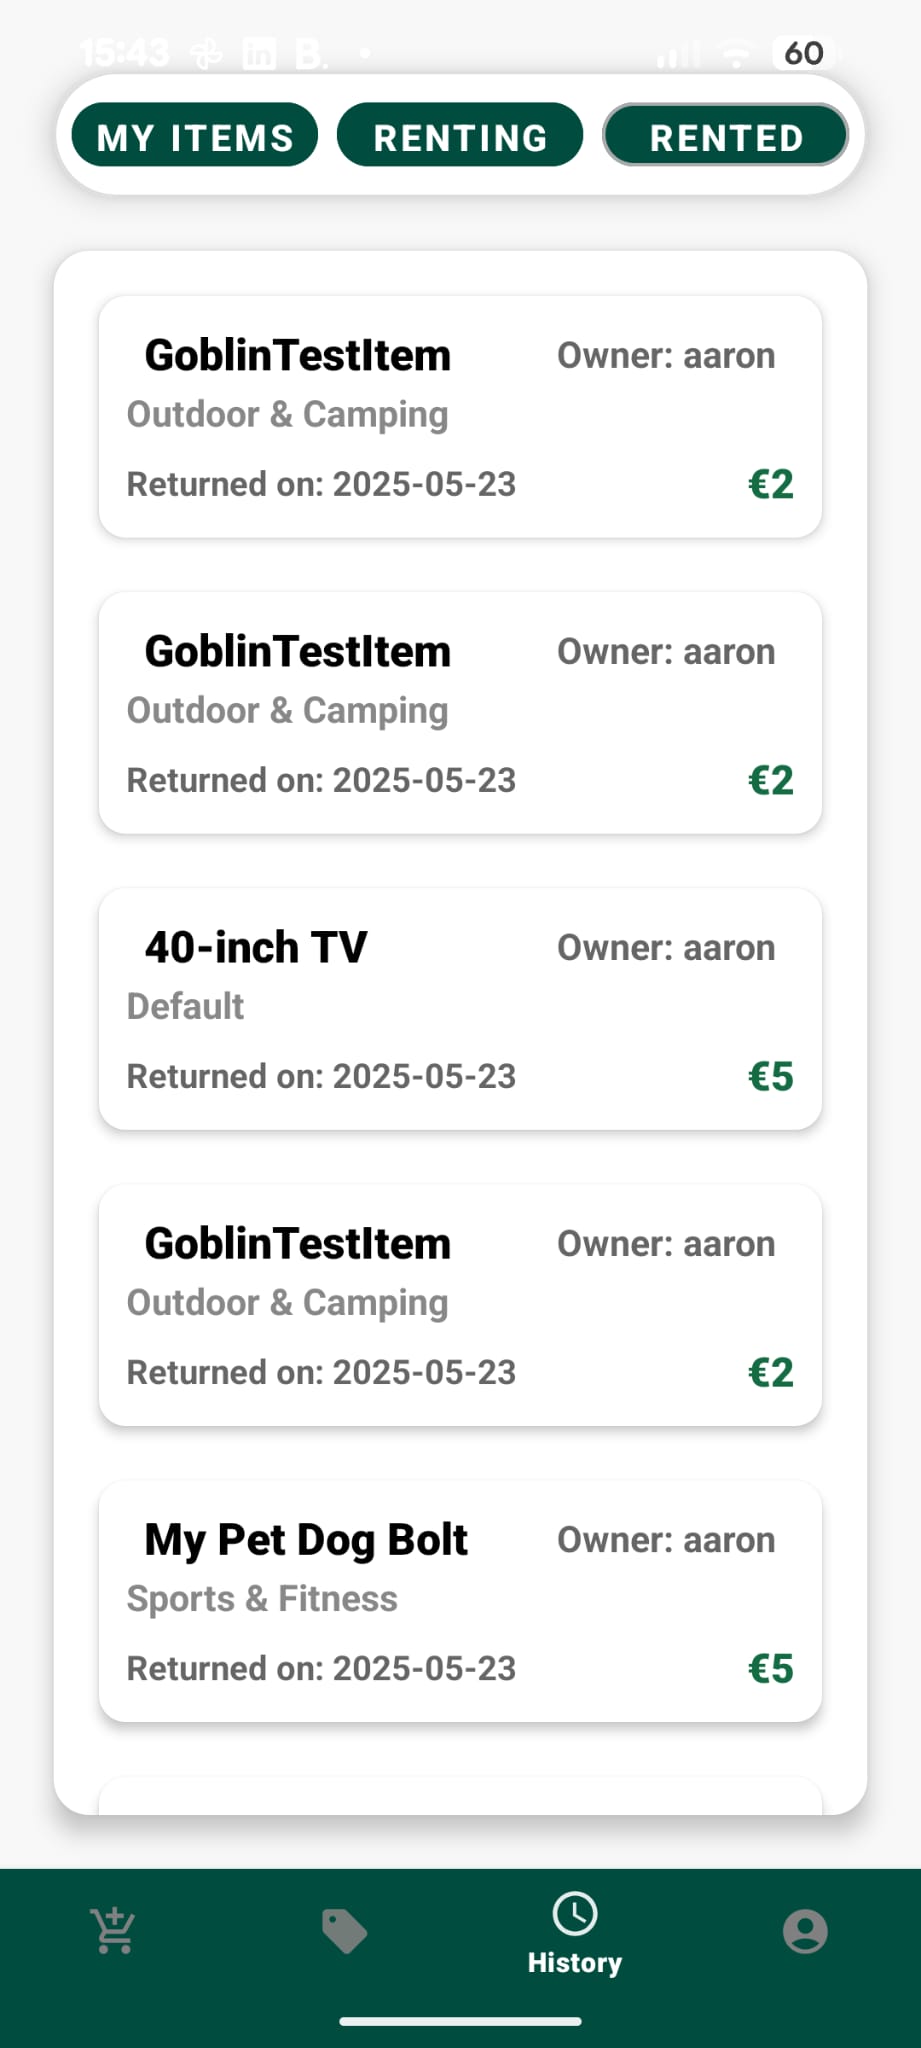 15:43 in B. 60
MY ITEMS RENTING RENTED
GoblinTestItem Owner: aaron
Outdoor & Camping
Returned on: 2025-05-23 €2
GoblinTestItem Owner: aaron
Outdoor & Camping
Returned on: 2025-05-23 €2
40-inch TV Owner: aaron
Default
Returned on: 2025-05-23 €5
GoblinTestItem Owner: aaron
Outdoor & Camping
Returned on: 2025-05-23 €2
My Pet Dog Bolt Owner: aaron
Sports & Fitness
Returned on: 2025-05-23 €5
History